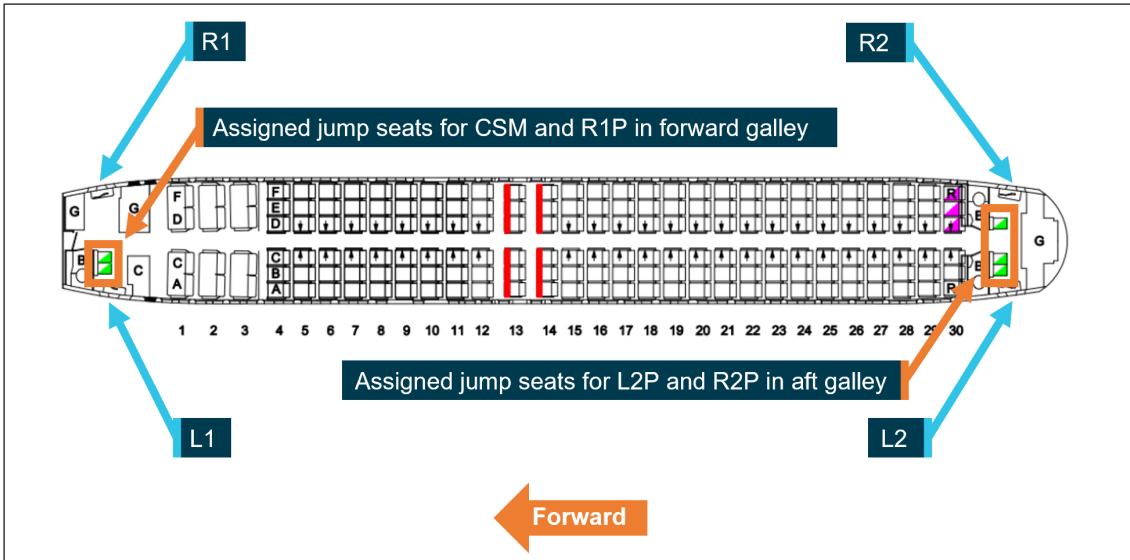 R1
R2
Assigned jump seats for CSM and R1P in forward galley
F
D
F
E
D
R
G
G
B
G
B
C
C
A
C
B
A
B
R
1 2 3 4 5 6 7 8 9 10 11 12 13 14 15 16 17 18 19 20 21 22 23 24 25 26 27 28 29 30
Assigned jump seats for L2P and R2P in aft galley
L1
L2
Forward